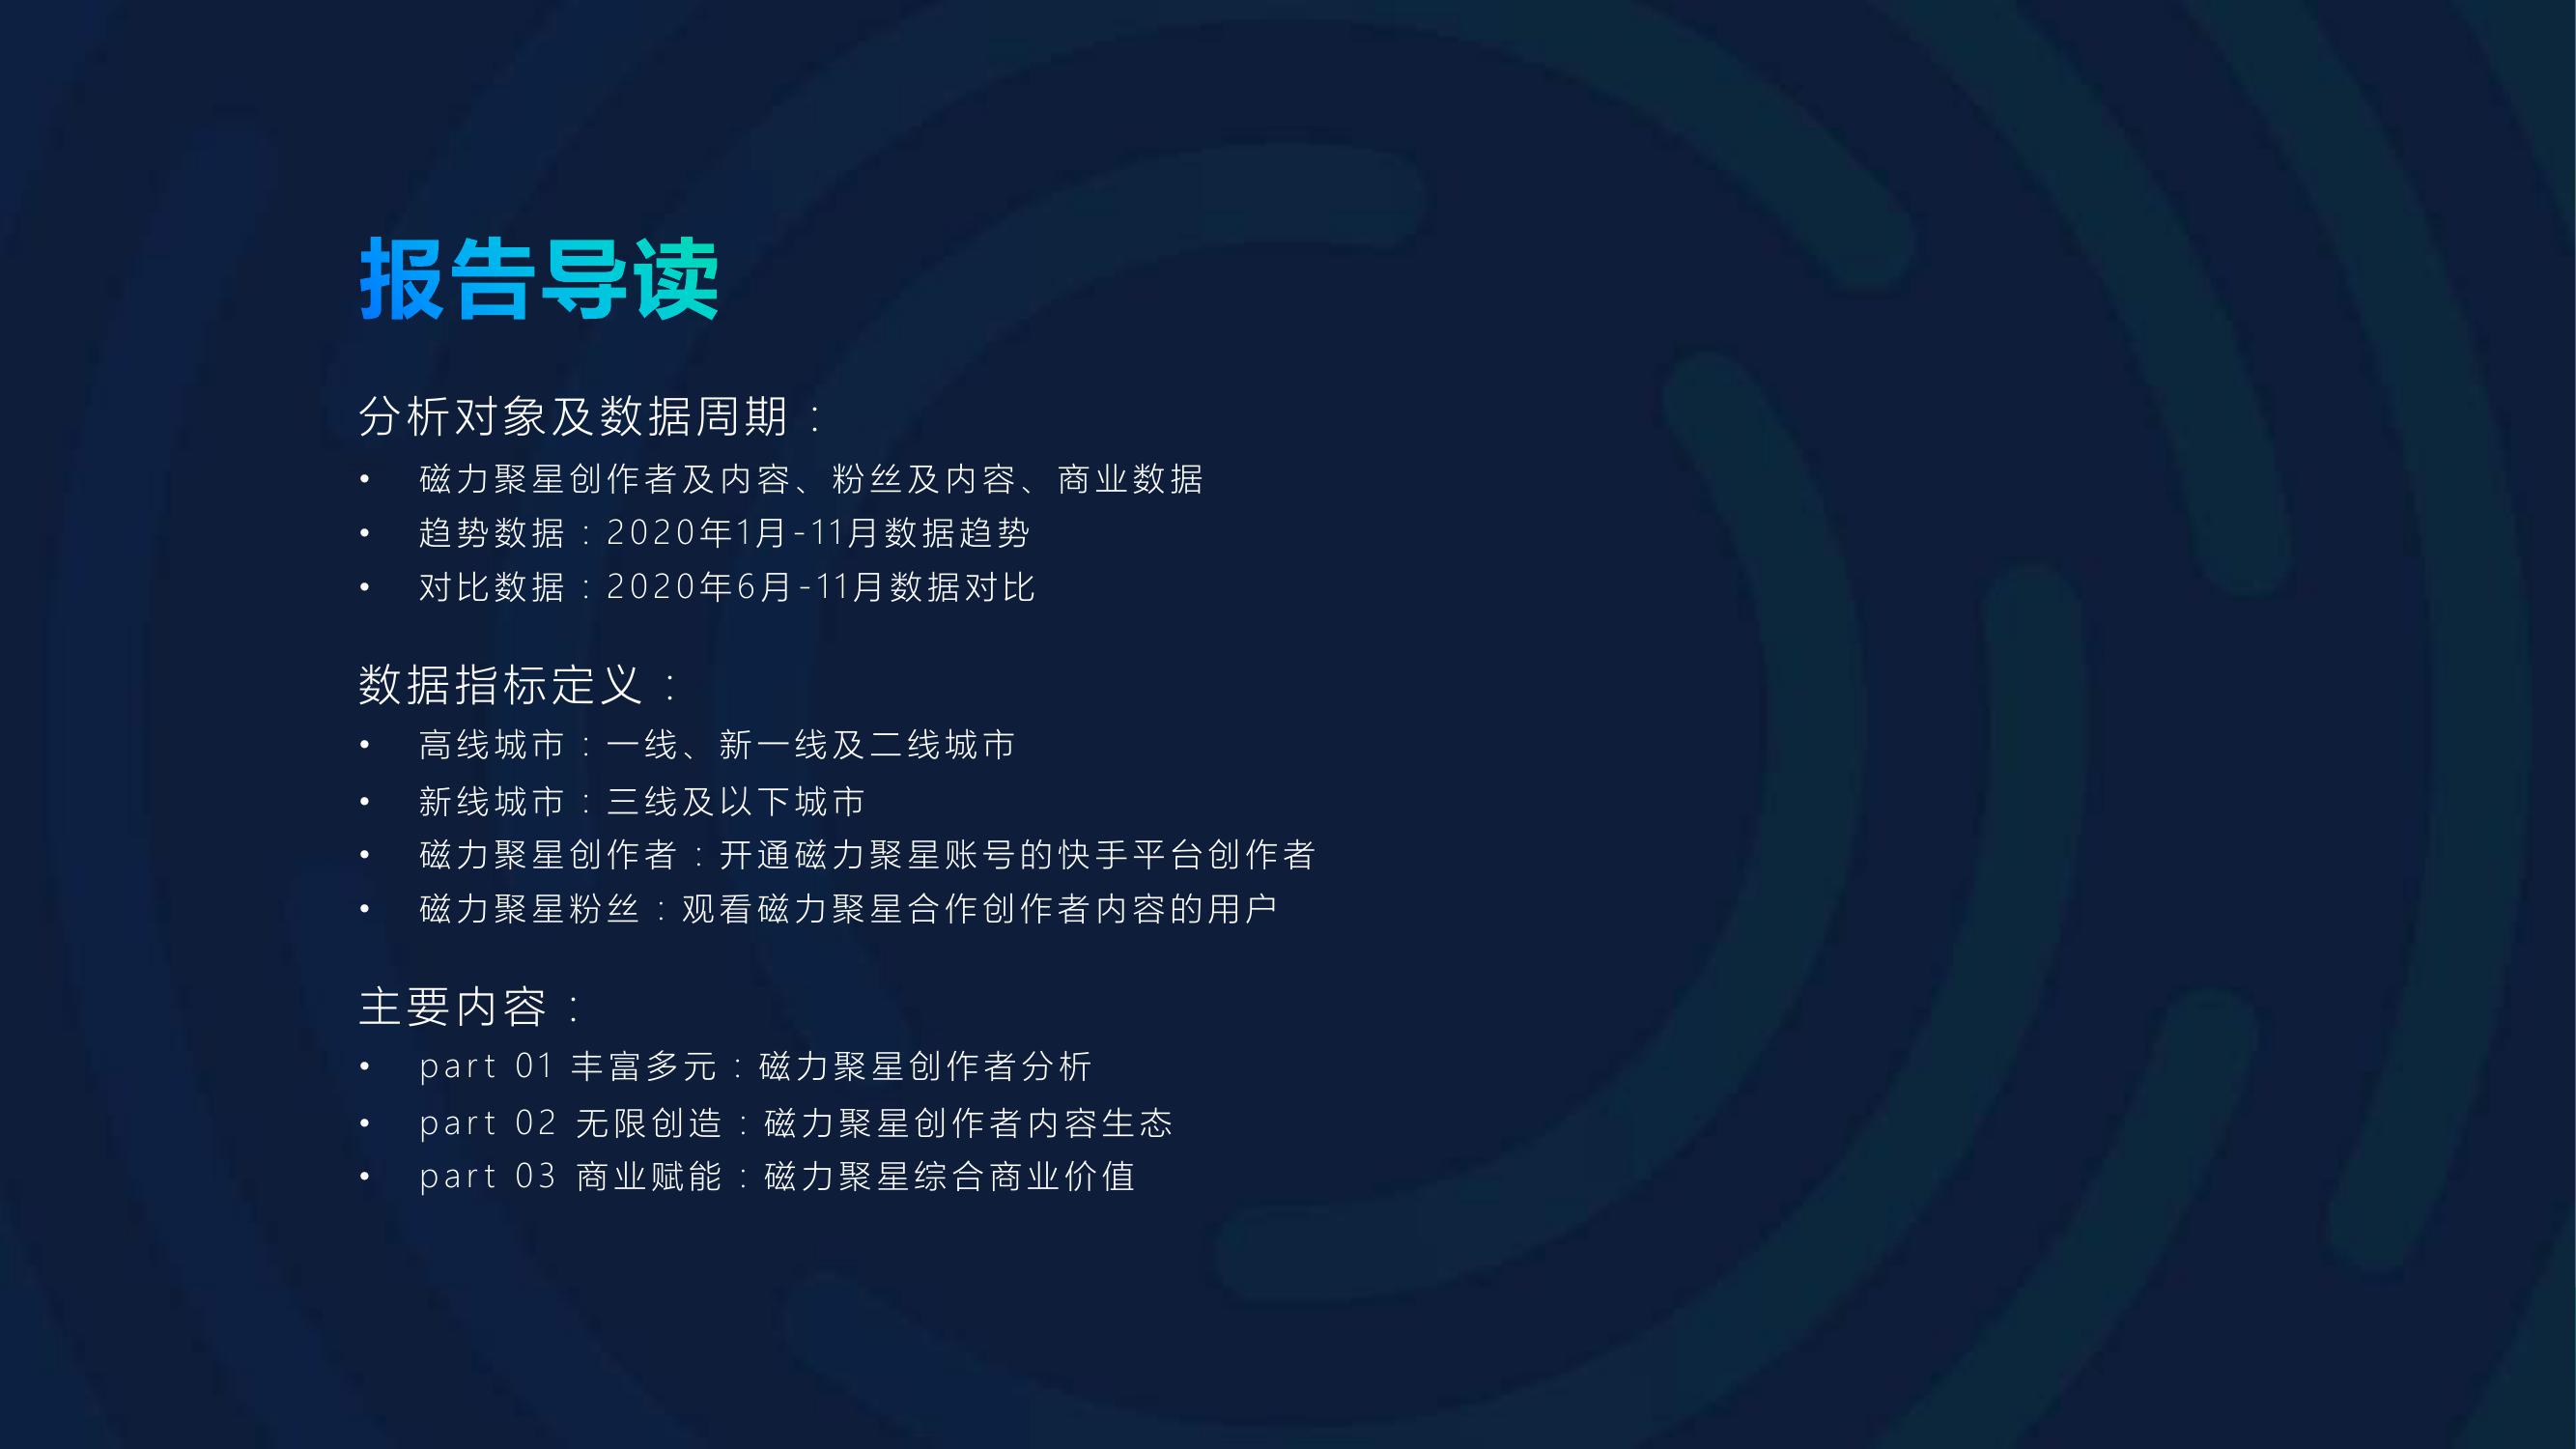 报告导读
分析对象及数据周期：
• 磁力聚星创作者及内容、粉丝及内容、商业数据
• 趋势数据：2020年1月-11月数据趋势
• 对比数据：2020年6月-11月数据对比
数据指标定义：
• 高线城市：一线、新一线及二线城市
• 新线城市：三线及以下城市
• 磁力聚星创作者：开通磁力聚星账号的快手平台创作者
• 磁力聚星粉丝：观看磁力聚星合作创作者内容的用户
主要内容：
• part 01 丰富多元：磁力聚星创作者分析
• part 02 无限创造：磁力聚星创作者内容生态
• part 03 商业赋能：磁力聚星综合商业价值